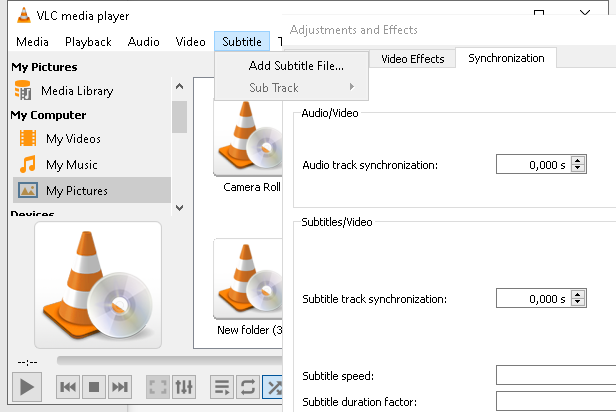 VLC media player
Adjustments and Effects
Media Playback Audio Video Subtitle
Video Effects Synchronization
Add Subtitle File...
Sub Track
My Pictures
Media Library
My Computer
My Videos
My Music
My Pictures
Devices
Camera Roll
New folder (3
Audio/Video
Audio track synchronization: 0,000 s
Subtitles/Video
Subtitle track synchronization: 0,000 s
Subtitle speed:
Subtitle duration factor:
--:--